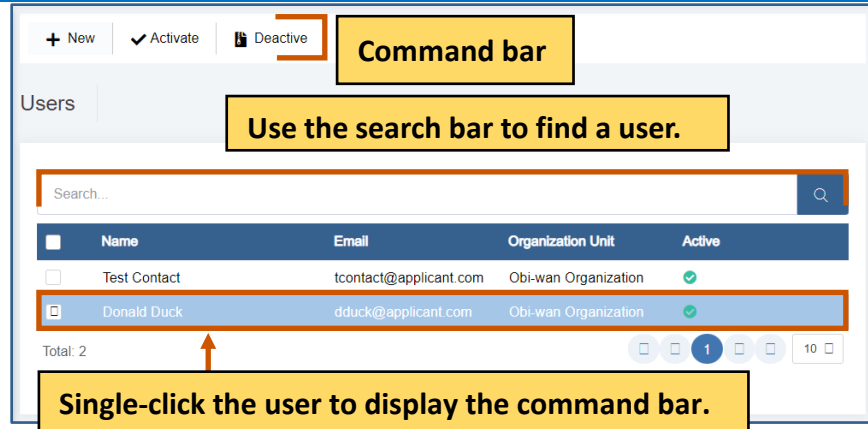 New Activate Deactive
Command bar
Users
Use the search bar to find a user.
Search...
Name Email Organization Unit Active
Test Contact tcontact@applicant.com Obi-wan Organization
Donald Duck dduck@applicant.com Obi-wan Organization
Total: 2 1 10
Single-click the user to display the command bar.